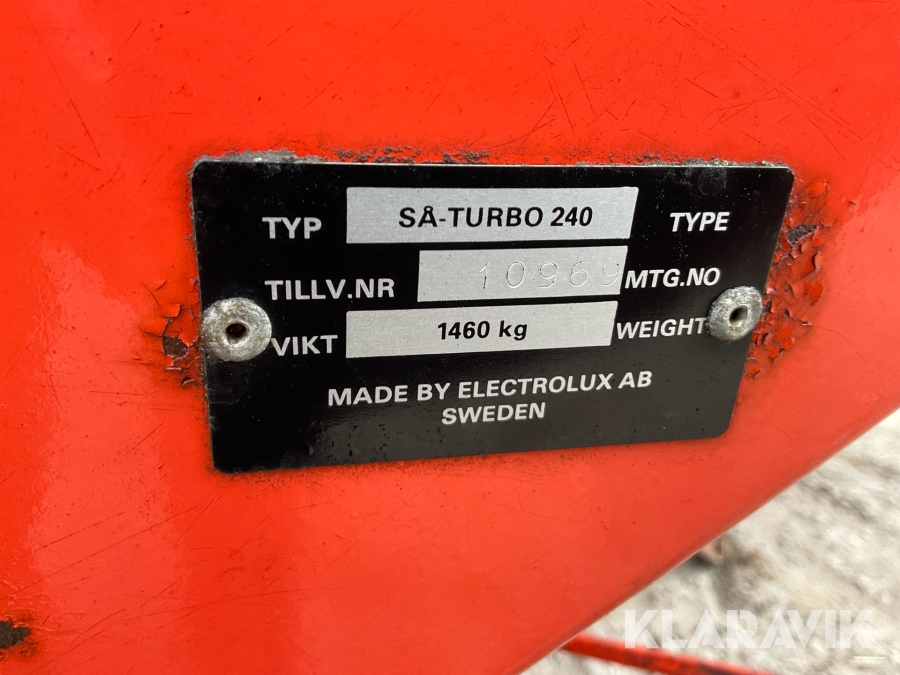 TYP SÅ-TURBO 240 TYPE
TILLV.NR 10969 MTG.NO
VIKT 1460 kg WEIGHT
MADE BY ELECTROLUX AB
SWEDEN
KLARAVIK